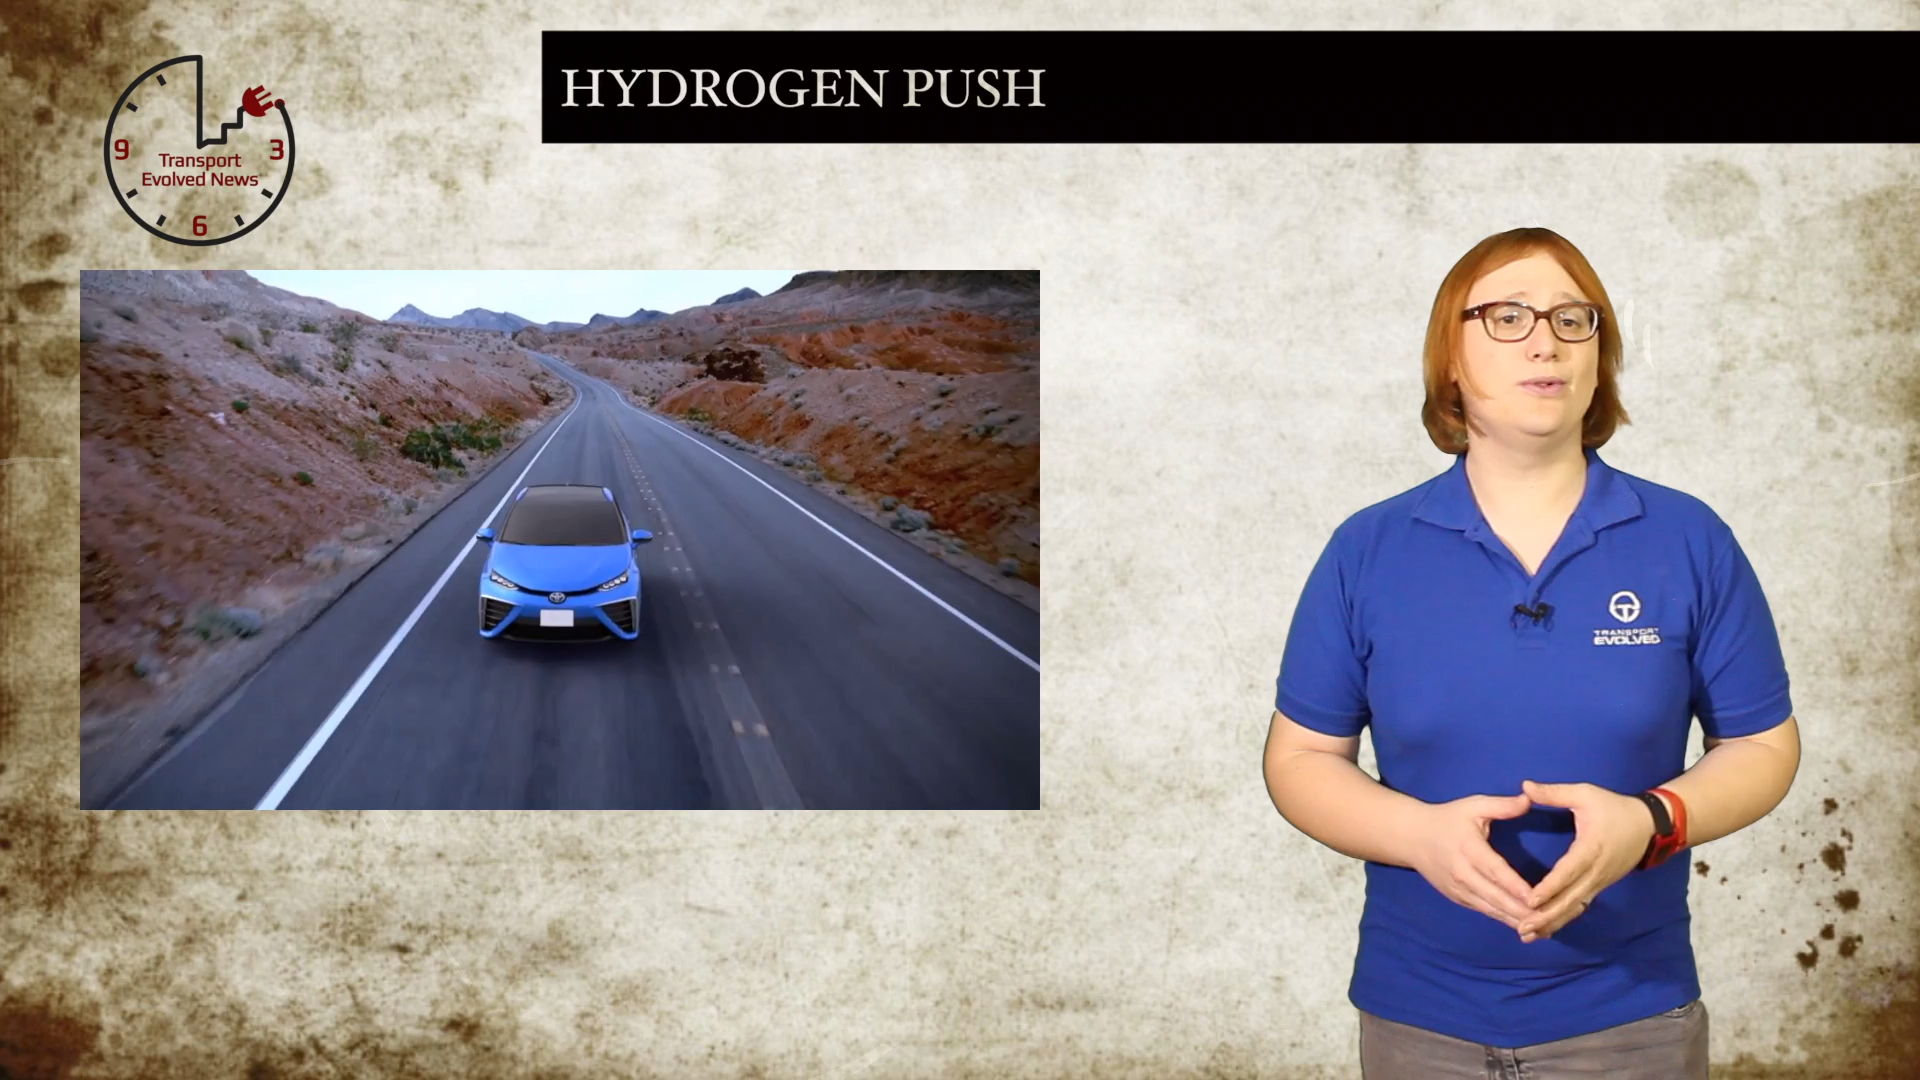 HYDROGEN PUSH
9
3
Transport
Evolved News
6
TRANSPORT
EVOLVED